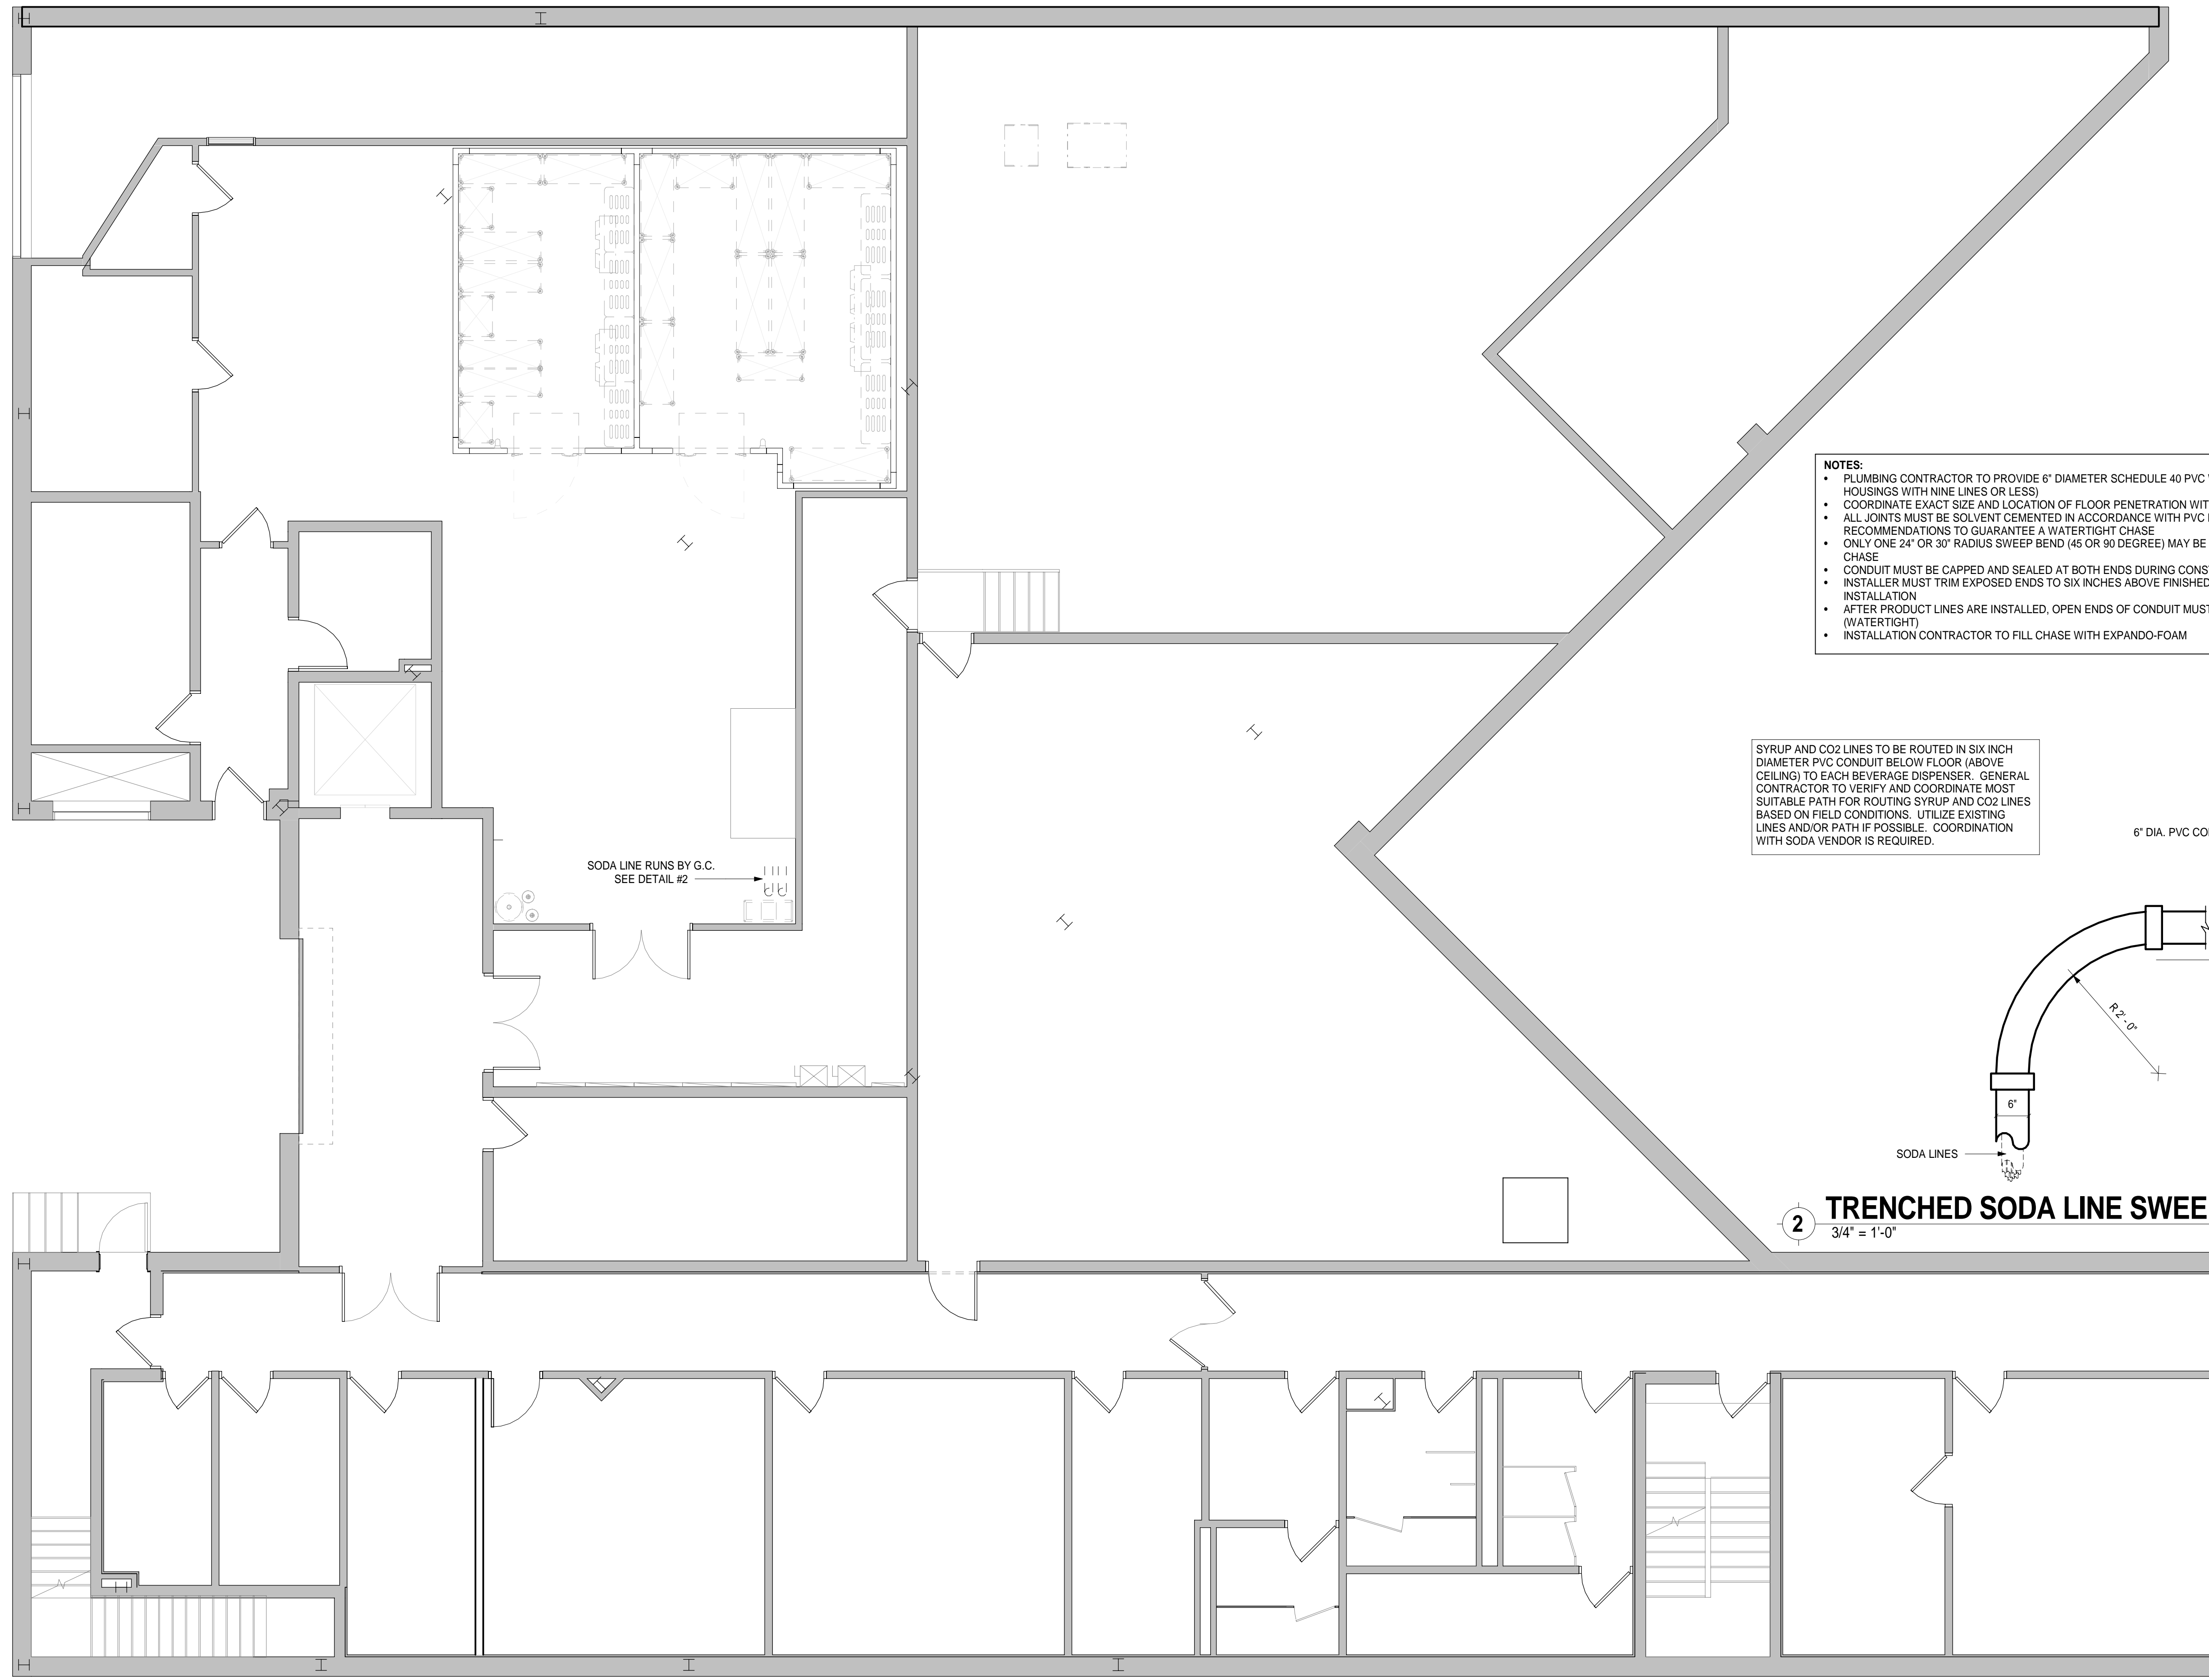 NOTES:
• PLUMBING CONTRACTOR TO PROVIDE 6" DIAMETER SCHEDULE 40 PVC
HOUSINGS WITH NINE LINES OR LESS)
• COORDINATE EXACT SIZE AND LOCATION OF FLOOR PENETRATION WIT
• ALL JOINTS MUST BE SOLVENT CEMENTED IN ACCORDANCE WITH PVC
RECOMMENDATIONS TO GUARANTEE A WATERTIGHT CHASE
• ONLY ONE 24" OR 30" RADIUS SWEEP BEND (45 OR 90 DEGREE) MAY BE
CHASE
• CONDUIT MUST BE CAPPED AND SEALED AT BOTH ENDS DURING CONS
• INSTALLER MUST TRIM EXPOSED ENDS TO SIX INCHES ABOVE FINISHED
INSTALLATION
• AFTER PRODUCT LINES ARE INSTALLED, OPEN ENDS OF CONDUIT MUST
(WATERTIGHT)
• INSTALLATION CONTRACTOR TO FILL CHASE WITH EXPANDO-FOAM
SYRUP AND CO2 LINES TO BE ROUTED IN SIX INCH
DIAMETER PVC CONDUIT BELOW FLOOR (ABOVE
CEILING) TO EACH BEVERAGE DISPENSER. GENERAL
CONTRACTOR TO VERIFY AND COORDINATE MOST
SUITABLE PATH FOR ROUTING SYRUP AND CO2 LINES
BASED ON FIELD CONDITIONS. UTILIZE EXISTING
LINES AND/OR PATH IF POSSIBLE. COORDINATION
WITH SODA VENDOR IS REQUIRED.
6" DIA. PVC CO
SODA LINE RUNS BY G.C.
SEE DETAIL #2
R 2' - 0"
6"
SODA LINES
2
TRENCHED SODA LINE SWEE
3/4" = 1'-0"